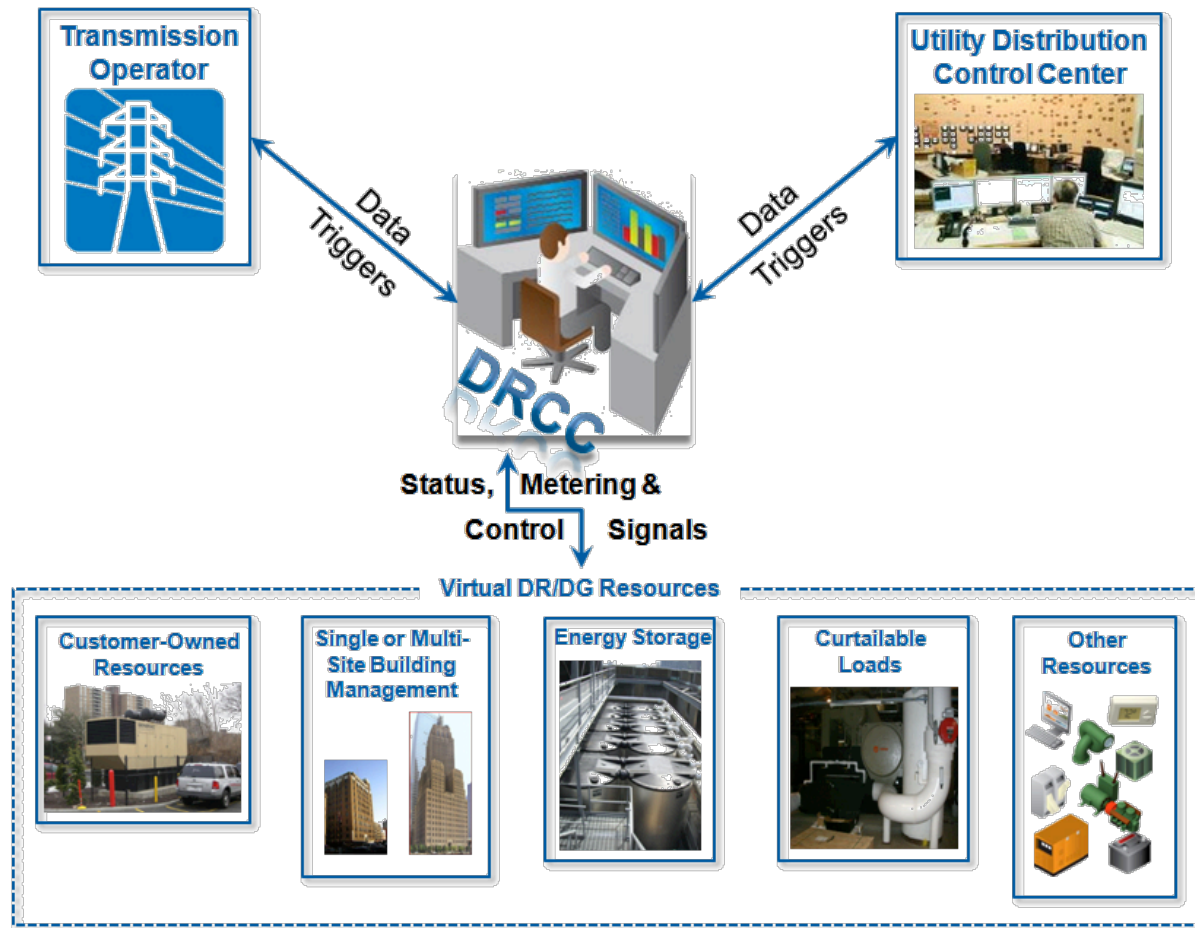 Transmission
Operator
Utility Distribution
Control Center
Data
Triggers
Data
Triggers
DRCC
Status, Metering &
Control Signals
Virtual DR/DG Resources
Customer-Owned
Resources
Single or Multi-
Site Building
Management
Energy Storage
Curtailable
Loads
Other
Resources